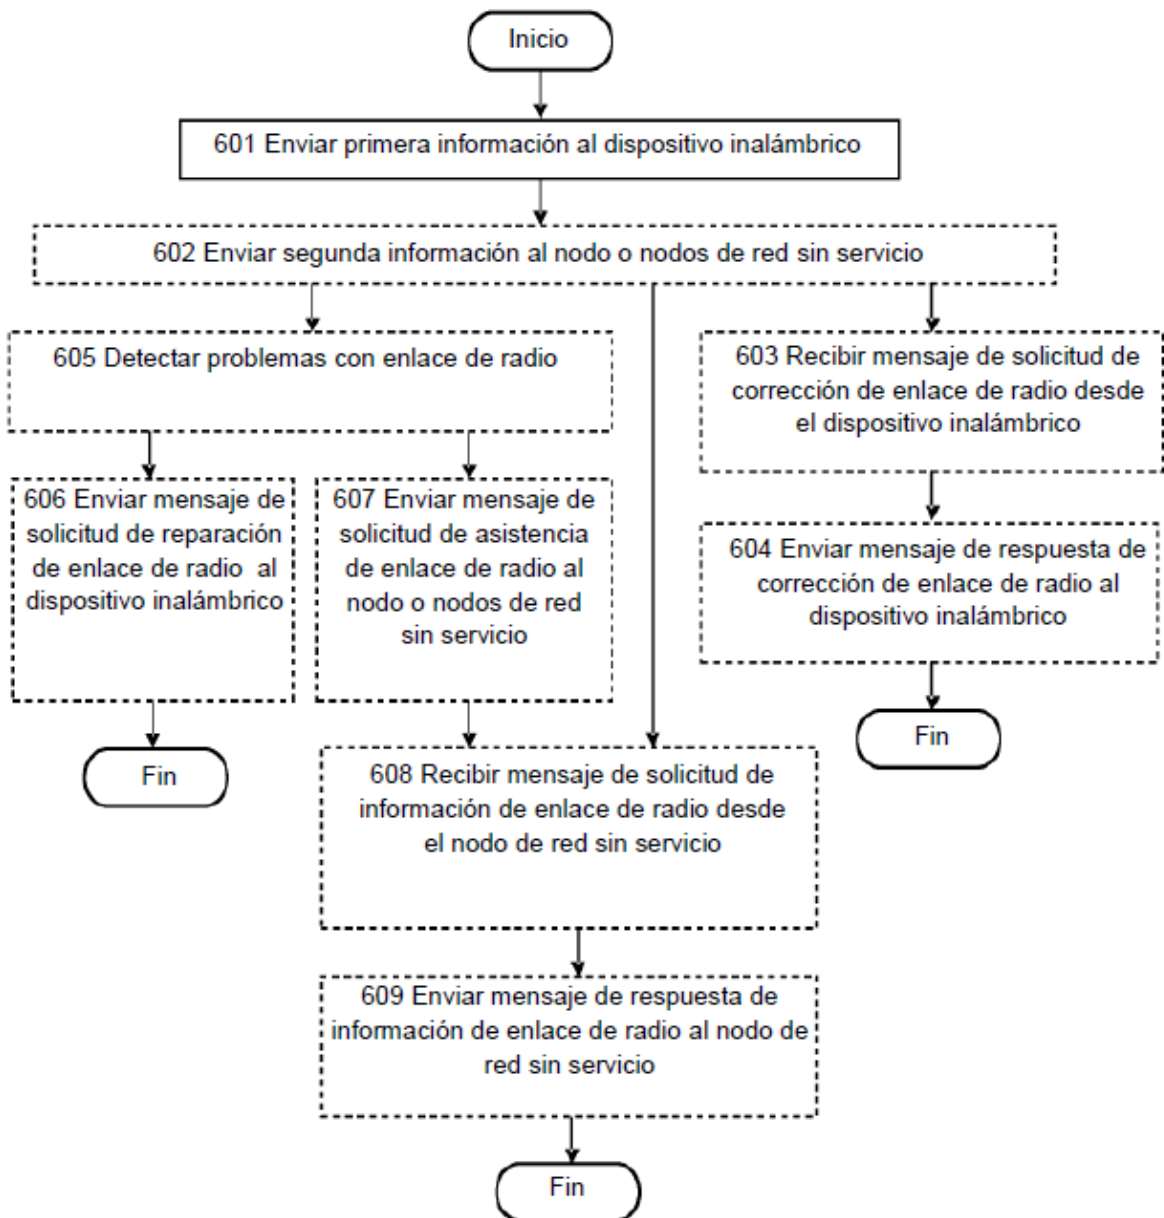 Inicio
601 Enviar primera información al dispositivo inalámbrico
602 Enviar segunda información al nodo o nodos de red sin servicio
605 Detectar problemas con enlace de radio
603 Recibir mensaje de solicitud de
corrección de enlace de radio desde
el dispositivo inalámbrico
606 Enviar mensaje de
solicitud de reparación
de enlace de radio al
dispositivo inalámbrico
607 Enviar mensaje de
solicitud de asistencia
de enlace de radio al
nodo o nodos de red
sin servicio
604 Enviar mensaje de respuesta de
corrección de enlace de radio al
dispositivo inalámbrico
Fin
Fin
608 Recibir mensaje de solicitud de
información de enlace de radio desde
el nodo de red sin servicio
609 Enviar mensaje de respuesta de
información de enlace de radio al nodo de
red sin servicio
Fin